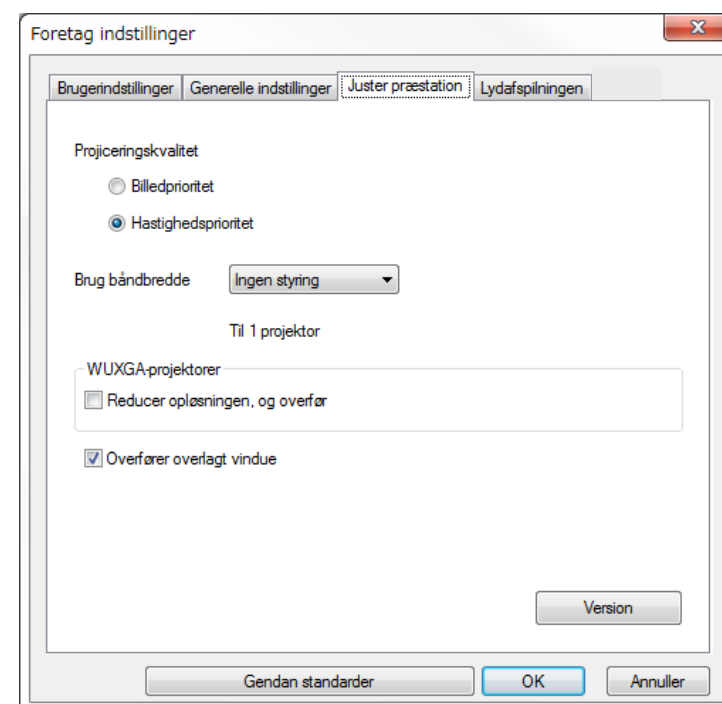 Foretag indstillinger
Brugerindstillinger Generelle indstillinger Juster præstation Lydafspilningen
Projiceringskvalitet
Billedprioritet
Hastighedsprioritet
Brug båndbredde Ingen styring
Til 1 projektor
WUXGA-projektorer
Reducer opløsningen, og overfør
Overfører overlagt vindue
Version
Gendan standarder OK Annuller